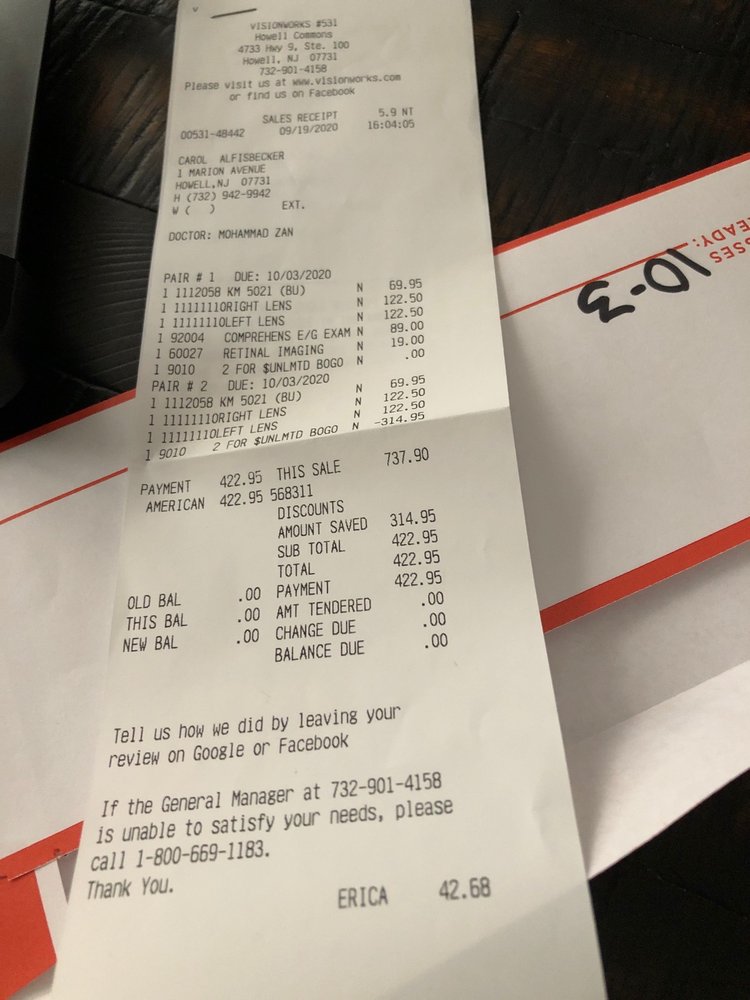 VISIONWORKS #531
Howell Commons
4733 Hwy 9, Ste. 100
Howell, NJ 07731
732-901-4158
Please visit us at www.visionworks.com
or find us on Facebook
SALES RECEIPT 5.9 NT
00531-48442 09/19/2020 16:04:05
CAROL ALFISBECKER
1 MARION AVENUE
HOWELL,NJ 07731
H (732) 942-9942
W ( ) EXT.
DOCTOR: MOHAMMAD ZAN
PAIR # 1 DUE: 10/03/2020
1 1112058 KM 5021 (BU) N 69.95
1 11111110RIGHT LENS N 122.50
1 11111110LEFT LENS N 122.50
1 92004 COMPREHENS E/G EXAM N 89.00
1 60027 RETINAL IMAGING N 19.00
1 9010 2 FOR $UNLMTD BOGO N .00
PAIR # 2 DUE: 10/03/2020
1 1112058 KM 5021 (BU) N 69.95
1 11111110RIGHT LENS N 122.50
1 11111110LEFT LENS N 122.50
1 9010 2 FOR $UNLMTD BOGO N -314.95
PAYMENT 422.95 THIS SALE 737.90
AMERICAN 422.95 568311
DISCOUNTS
AMOUNT SAVED 314.95
SUB TOTAL 422.95
TOTAL 422.95
OLD BAL .00 PAYMENT 422.95
THIS BAL .00 AMT TENDERED .00
NEW BAL .00 CHANGE DUE .00
BALANCE DUE .00
Tell us how we did by leaving your
review on Google or Facebook
If the General Manager at 732-901-4158
is unable to satisfy your needs, please
call 1-800-669-1183.
Thank You.
ERICA 42.68
10-3